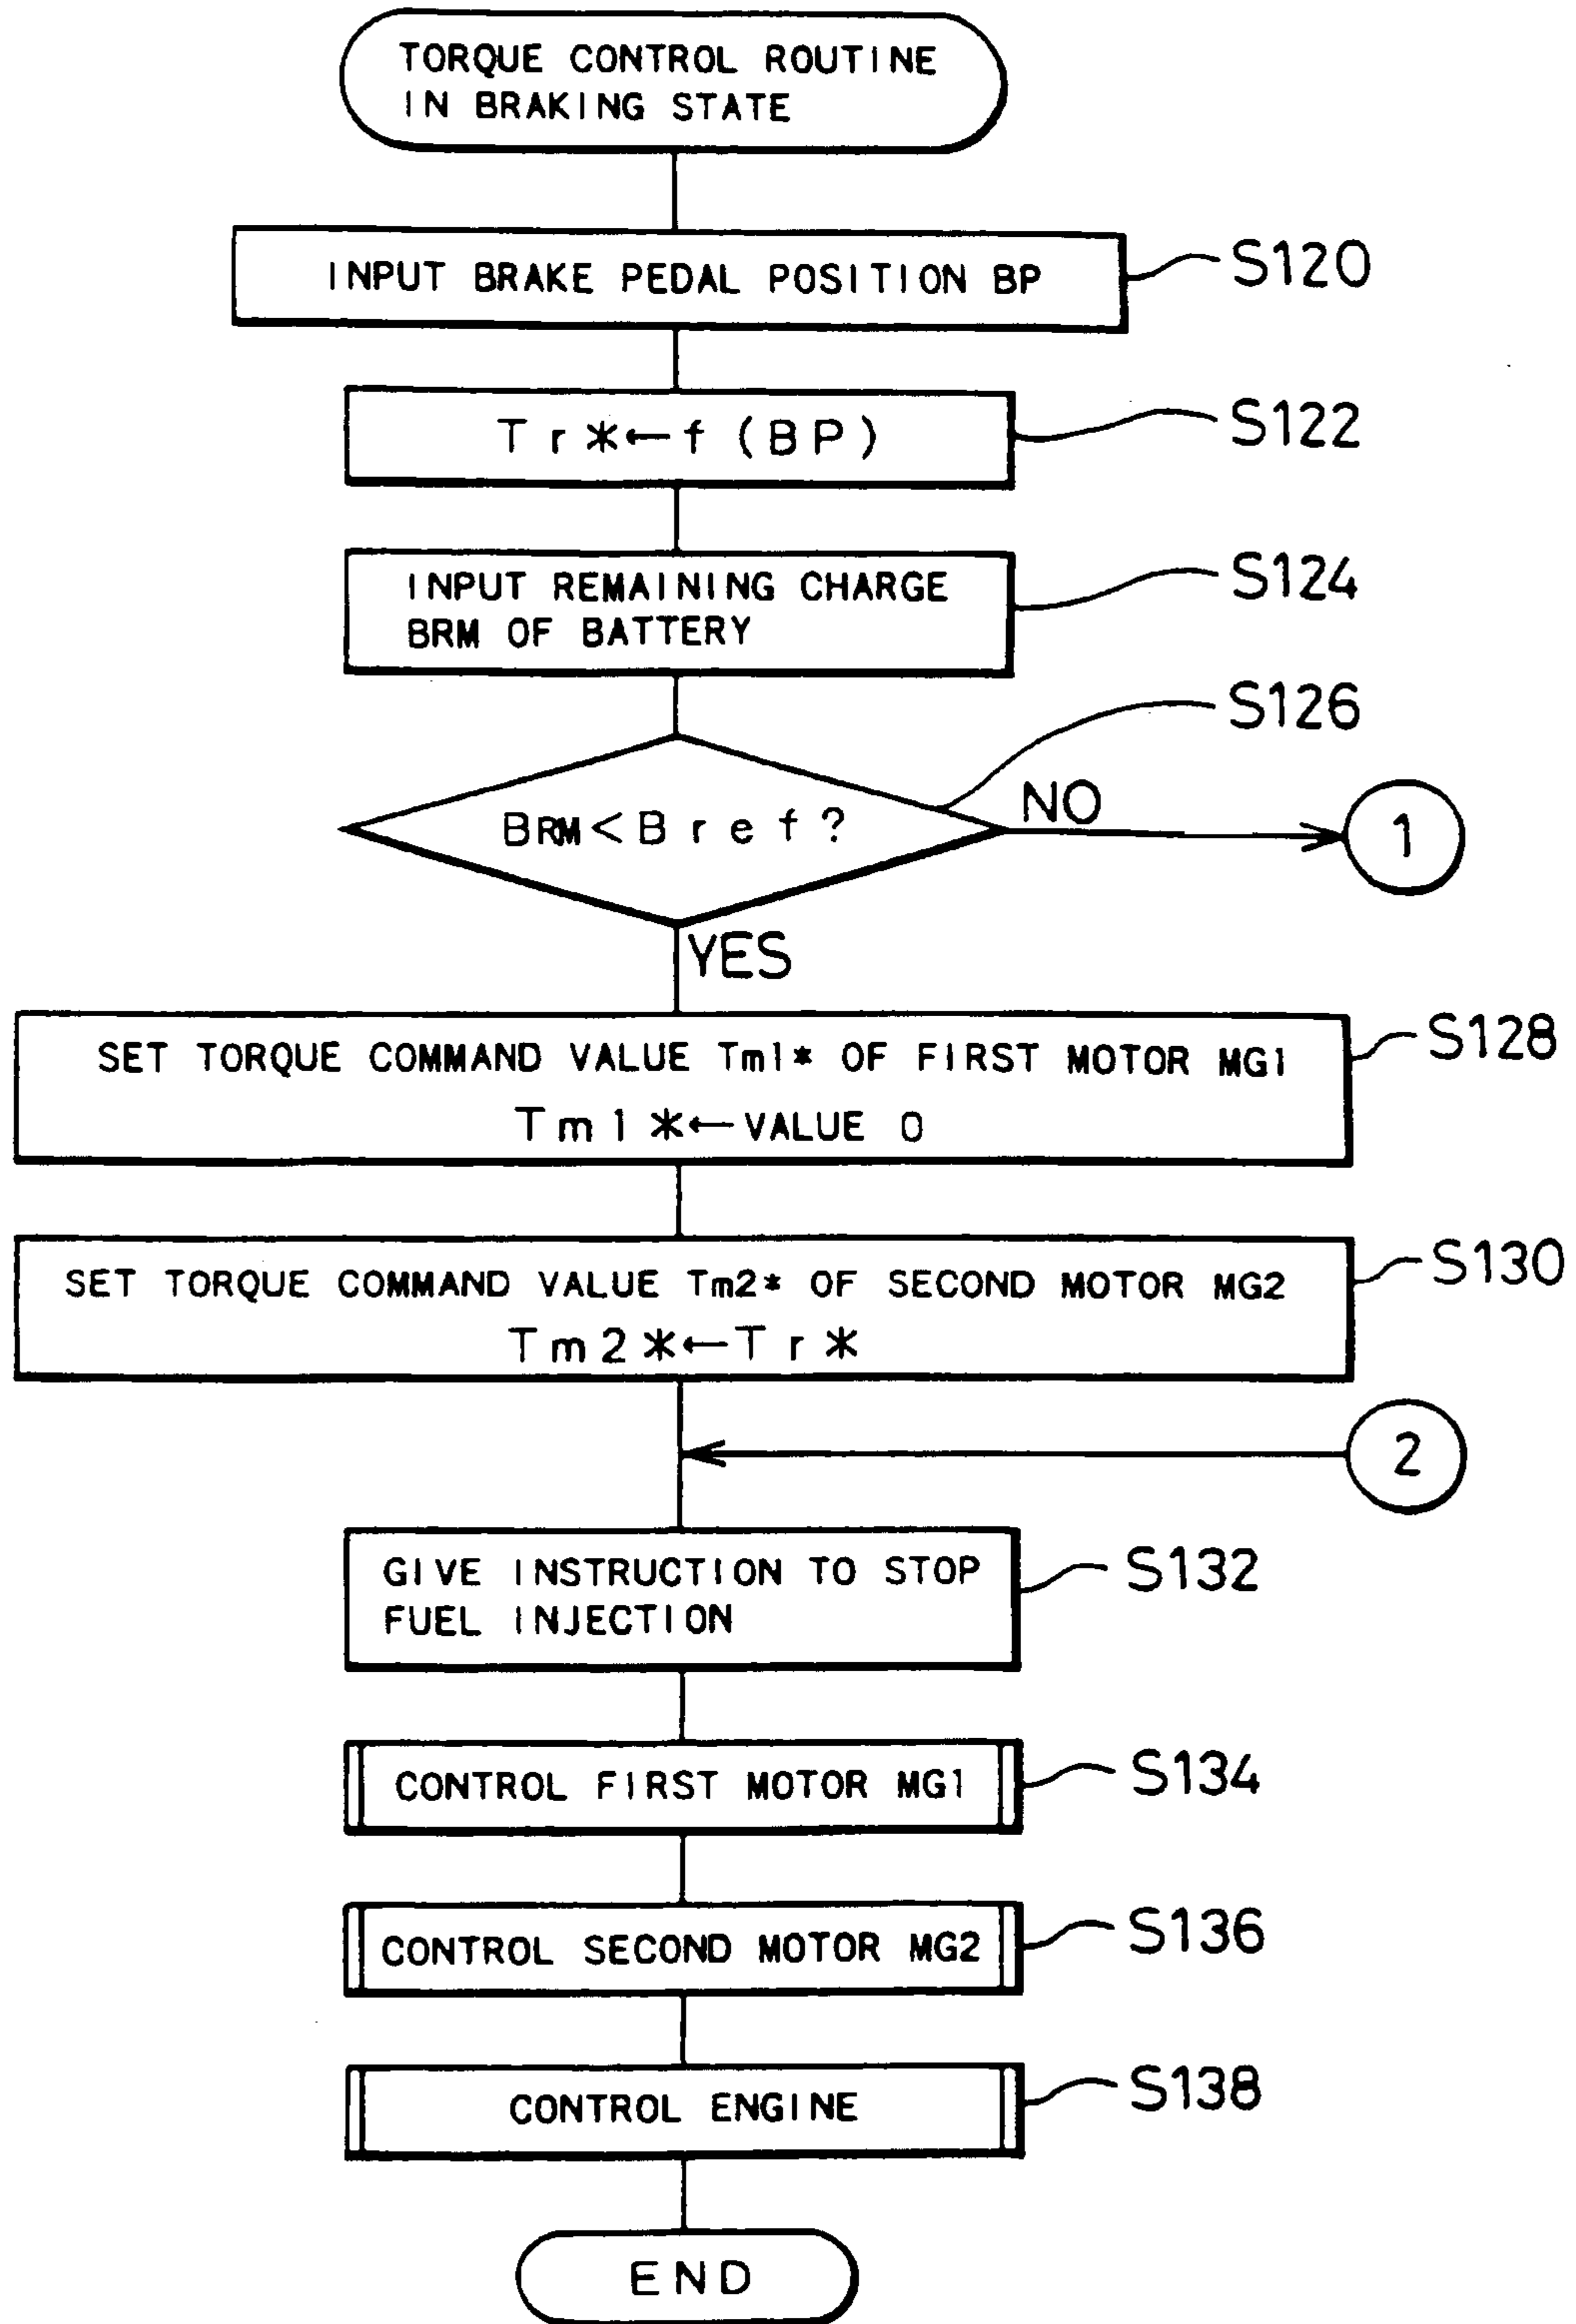 TORQUE CONTROL ROUTINE
IN BRAKING STATE
INPUT BRAKE PEDAL POSITION BP
S120
Tr*←f(BP)
S122
INPUT REMAINING CHARGE
BRM OF BATTERY
S124
S126
BRM<Bref?
NO
1
YES
SET TORQUE COMMAND VALUE Tm1* OF FIRST MOTOR MG1
Tm1*←VALUE 0
S128
SET TORQUE COMMAND VALUE Tm2* OF SECOND MOTOR MG2
Tm2*←Tr*
S130
2
GIVE INSTRUCTION TO STOP
FUEL INJECTION
S132
CONTROL FIRST MOTOR MG1
S134
CONTROL SECOND MOTOR MG2
S136
CONTROL ENGINE
S138
END